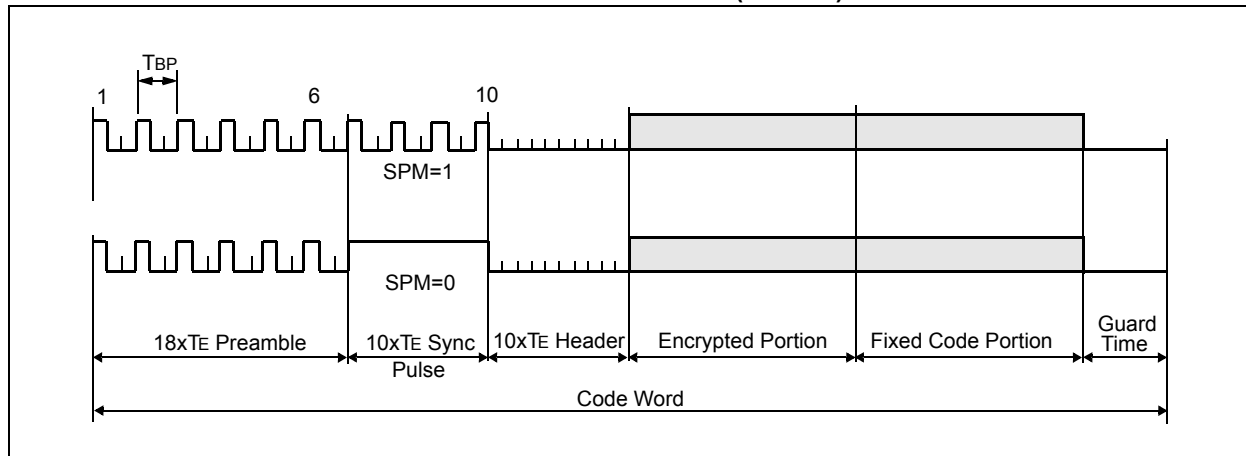 TBP
1 6 10
SPM=1
SPM=0
18xTE Preamble 10xTE Sync Pulse 10xTE Header Encrypted Portion Fixed Code Portion Guard Time
Code Word